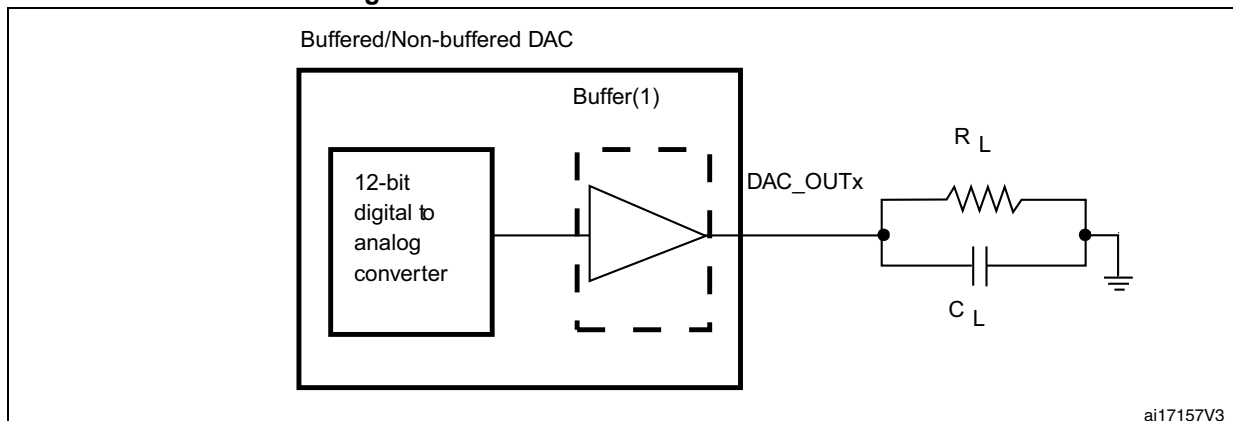 Buffered/Non-buffered DAC
Buffer(1)
12-bit
digital to
analog
converter
DAC_OUTx
R L
C L
ai17157V3